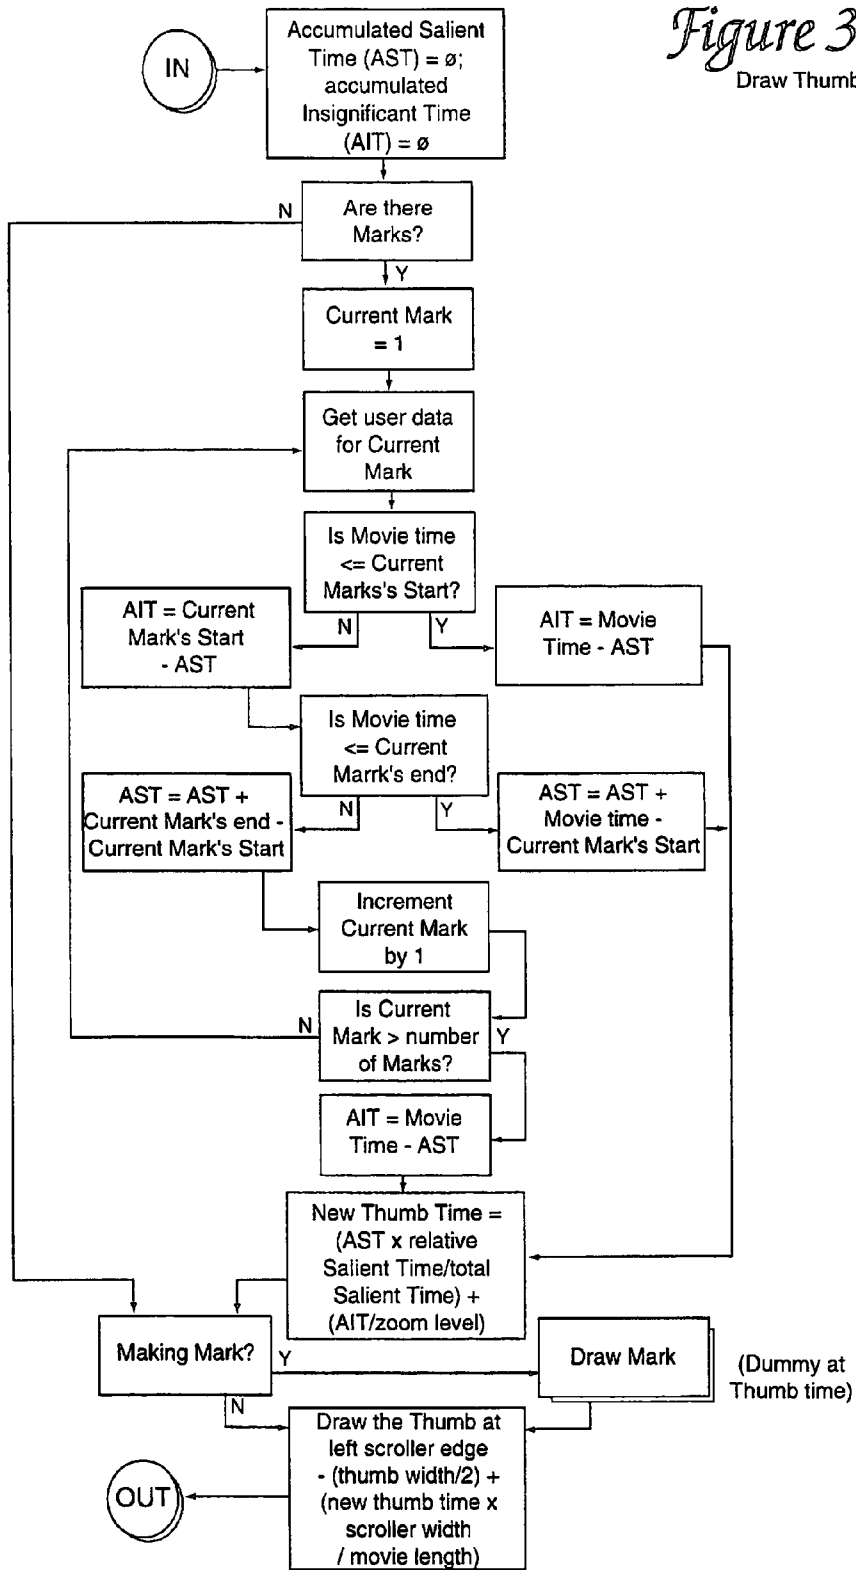 Figure 3
Draw Thumb
IN
Accumulated Salient
Time (AST) = ø;
accumulated
Insignificant Time
(AIT) = ø
N
Are there
Marks?
Y
Current Mark
= 1
Get user data
for Current
Mark
Is Movie time
<= Current
Marks's Start?
AIT = Current
Mark's Start
- AST
N
Y
AIT = Movie
Time - AST
Is Movie time
<= Current
Marrk's end?
AST = AST +
Current Mark's end -
Current Mark's Start
N
Y
AST = AST +
Movie time -
Current Mark's Start
Increment
Current Mark
by 1
N
Is Current
Mark > number
of Marks?
Y
AIT = Movie
Time - AST
New Thumb Time =
(AST x relative
Salient Time/total
Salient Time) +
(AIT/zoom level)
Making Mark?
Y
Draw Mark
(Dummy at
Thumb time)
N
Draw the Thumb at
left scroller edge
- (thumb width/2) +
(new thumb time x
scroller width
/ movie length)
OUT